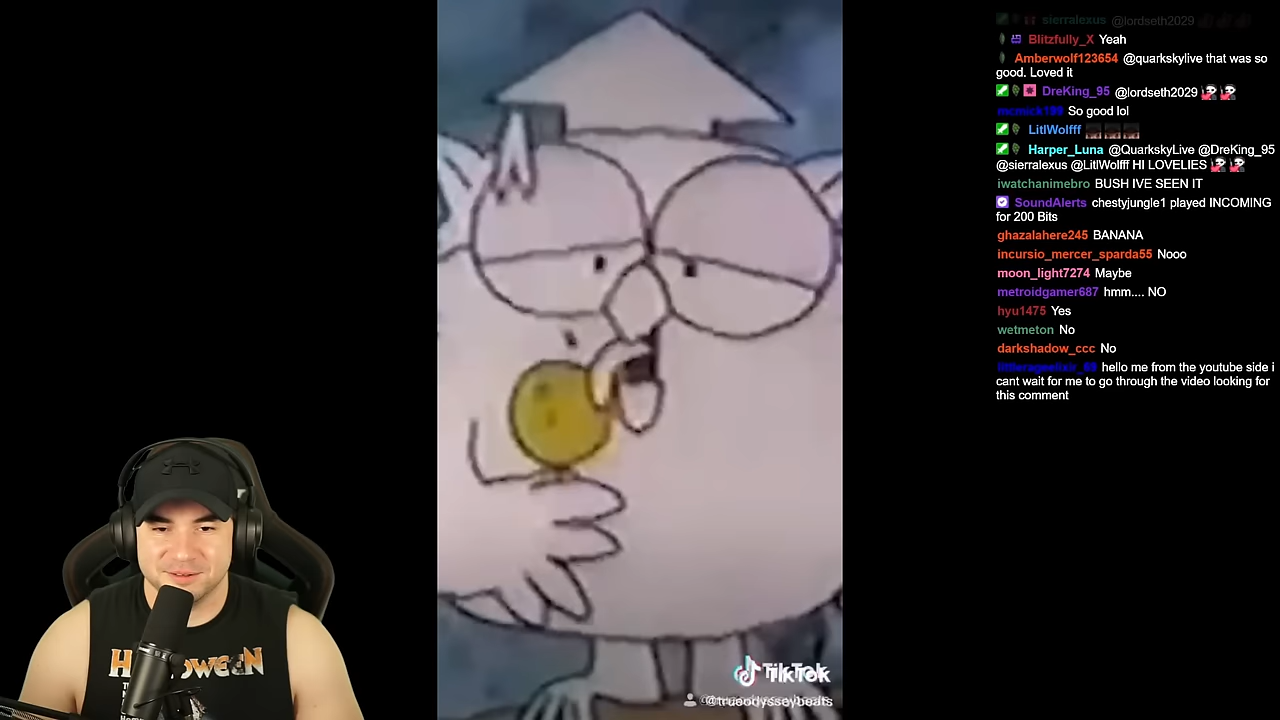 sierralexus @lordseth2029
Blitzfully_X Yeah
Amberwolf123654 @quarkskylive that was so
good. Loved it
DreKing_95 @lordseth2029
mcmick199 So good lol
LitlWolfff
Harper_Luna @QuarkskyLive @DreKing_95
@sierralexus @LitlWolfff HI LOVELIES
iwatchanimebro BUSH IVE SEEN IT
SoundAlerts chestyjungle1 played INCOMING
for 200 Bits
ghazalahere245 BANANA
incursio_mercer_sparda55 Nooo
moon_light7274 Maybe
metroidgamer687 hmm.... NO
hyu1475 Yes
wetmeton No
darkshadow_ccc No
hello me from the youtube side i
cant wait for me to go through the video looking for
this comment
TikTok
@trueodysseybeats